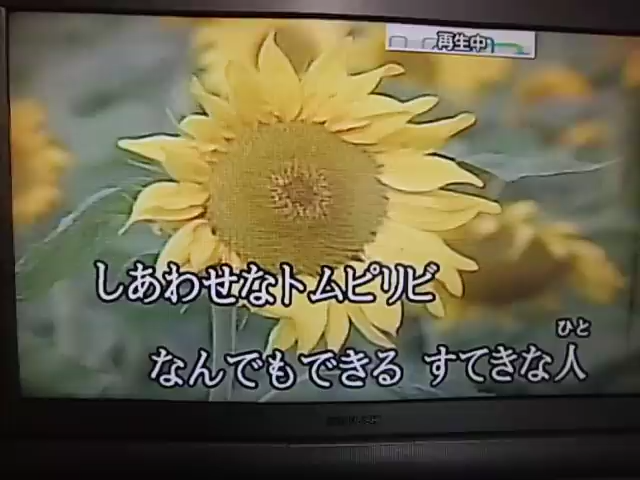 再生中
しあわせなトムピリビ
なんでもできる すてきな人
ひと